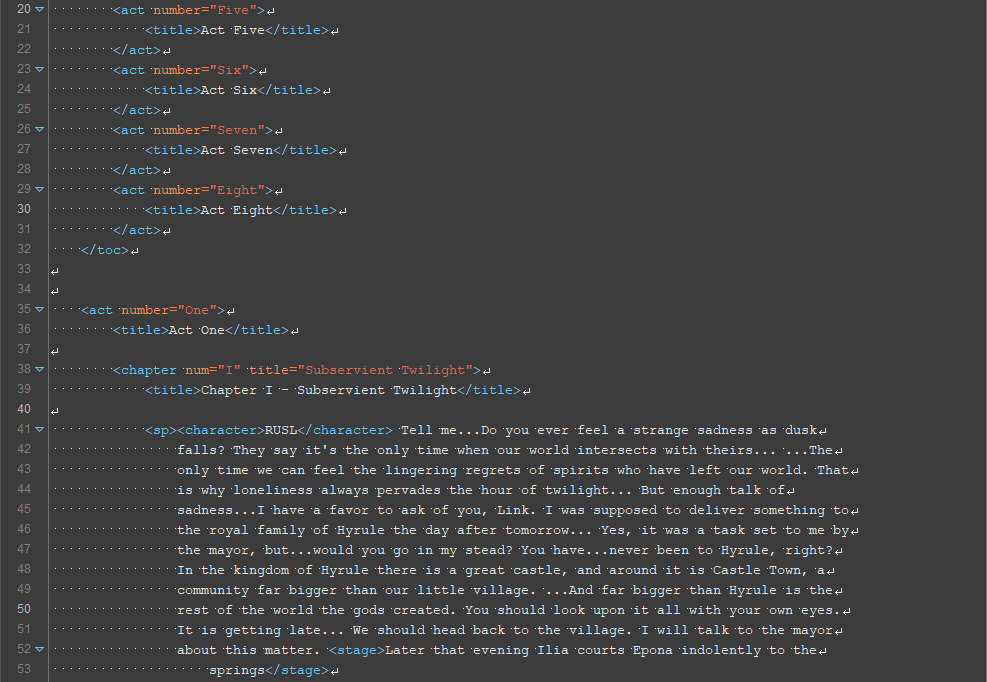 20 <act number="Five">
21 <title>Act Five</title>
22 </act>
23 <act number="Six">
24 <title>Act Six</title>
25 </act>
26 <act number="Seven">
27 <title>Act Seven</title>
28 </act>
29 <act number="Eight">
30 <title>Act Eight</title>
31 </act>
32 </toc>
33
34
35 <act number="One">
36 <title>Act One</title>
37
38 <chapter num="I" title="Subservient Twilight">
39 <title>Chapter I - Subservient Twilight</title>
40
41 <sp><character>RUSL</character> Tell me...Do you ever feel a strange sadness as dusk
42 falls? They say it's the only time when our world intersects with theirs... ...The
43 only time we can feel the lingering regrets of spirits who have left our world. That
44 is why loneliness always pervades the hour of twilight... But enough talk of
45 sadness...I have a favor to ask of you, Link. I was supposed to deliver something to
46 the royal family of Hyrule the day after tomorrow... Yes, it was a task set to me by
47 the mayor, but...would you go in my stead? You have...never been to Hyrule, right?
48 In the kingdom of Hyrule there is a great castle, and around it is Castle Town, a
49 community far bigger than our little village. ...And far bigger than Hyrule is the
50 rest of the world the gods created. You should look upon it all with your own eyes.
51 It is getting late... We should head back to the village. I will talk to the mayor
52 about this matter. <stage>Later that evening Ilia courts Epona indolently to the
53 springs</stage>